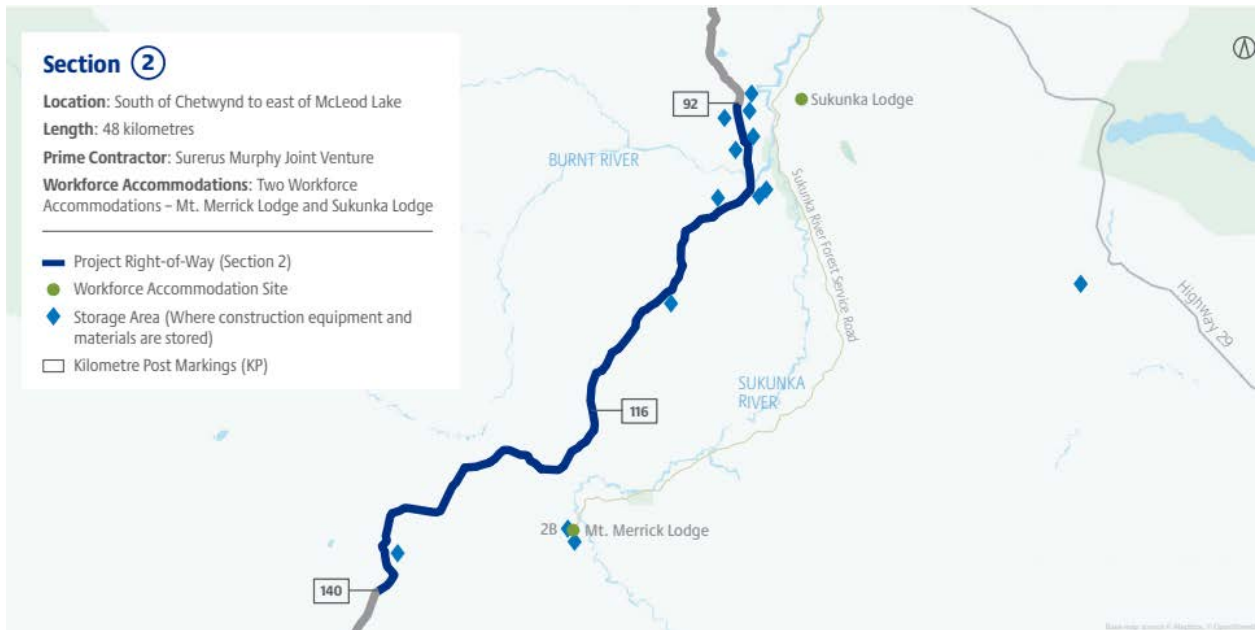 Section 2
Location: South of Chetwynd to east of McLeod Lake
Length: 48 kilometres
Prime Contractor: Surerus Murphy Joint Venture
Workforce Accommodations: Two Workforce
Accommodations – Mt. Merrick Lodge and Sukunka Lodge
Project Right-of-Way (Section 2)
Workforce Accommodation Site
Storage Area (Where construction equipment and
materials are stored)
Kilometre Post Markings (KP)
92
Sukunka Lodge
BURNT RIVER
Sukunka River Forest Service Road
Highway 29
SUKUNKA
RIVER
116
2B
Mt. Merrick Lodge
140